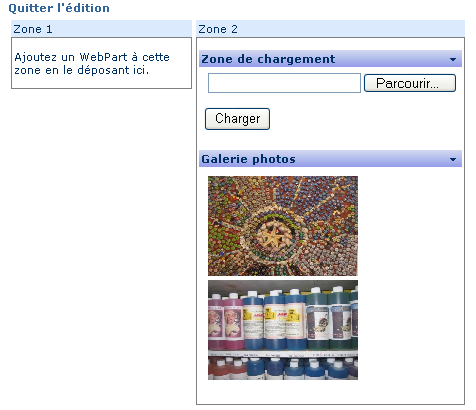 Quitter l'édition
Zone 1
Ajoutez un WebPart à cette
zone en le déposant ici.
Zone 2
Zone de chargement
Parcourir...
Charger
Galerie photos